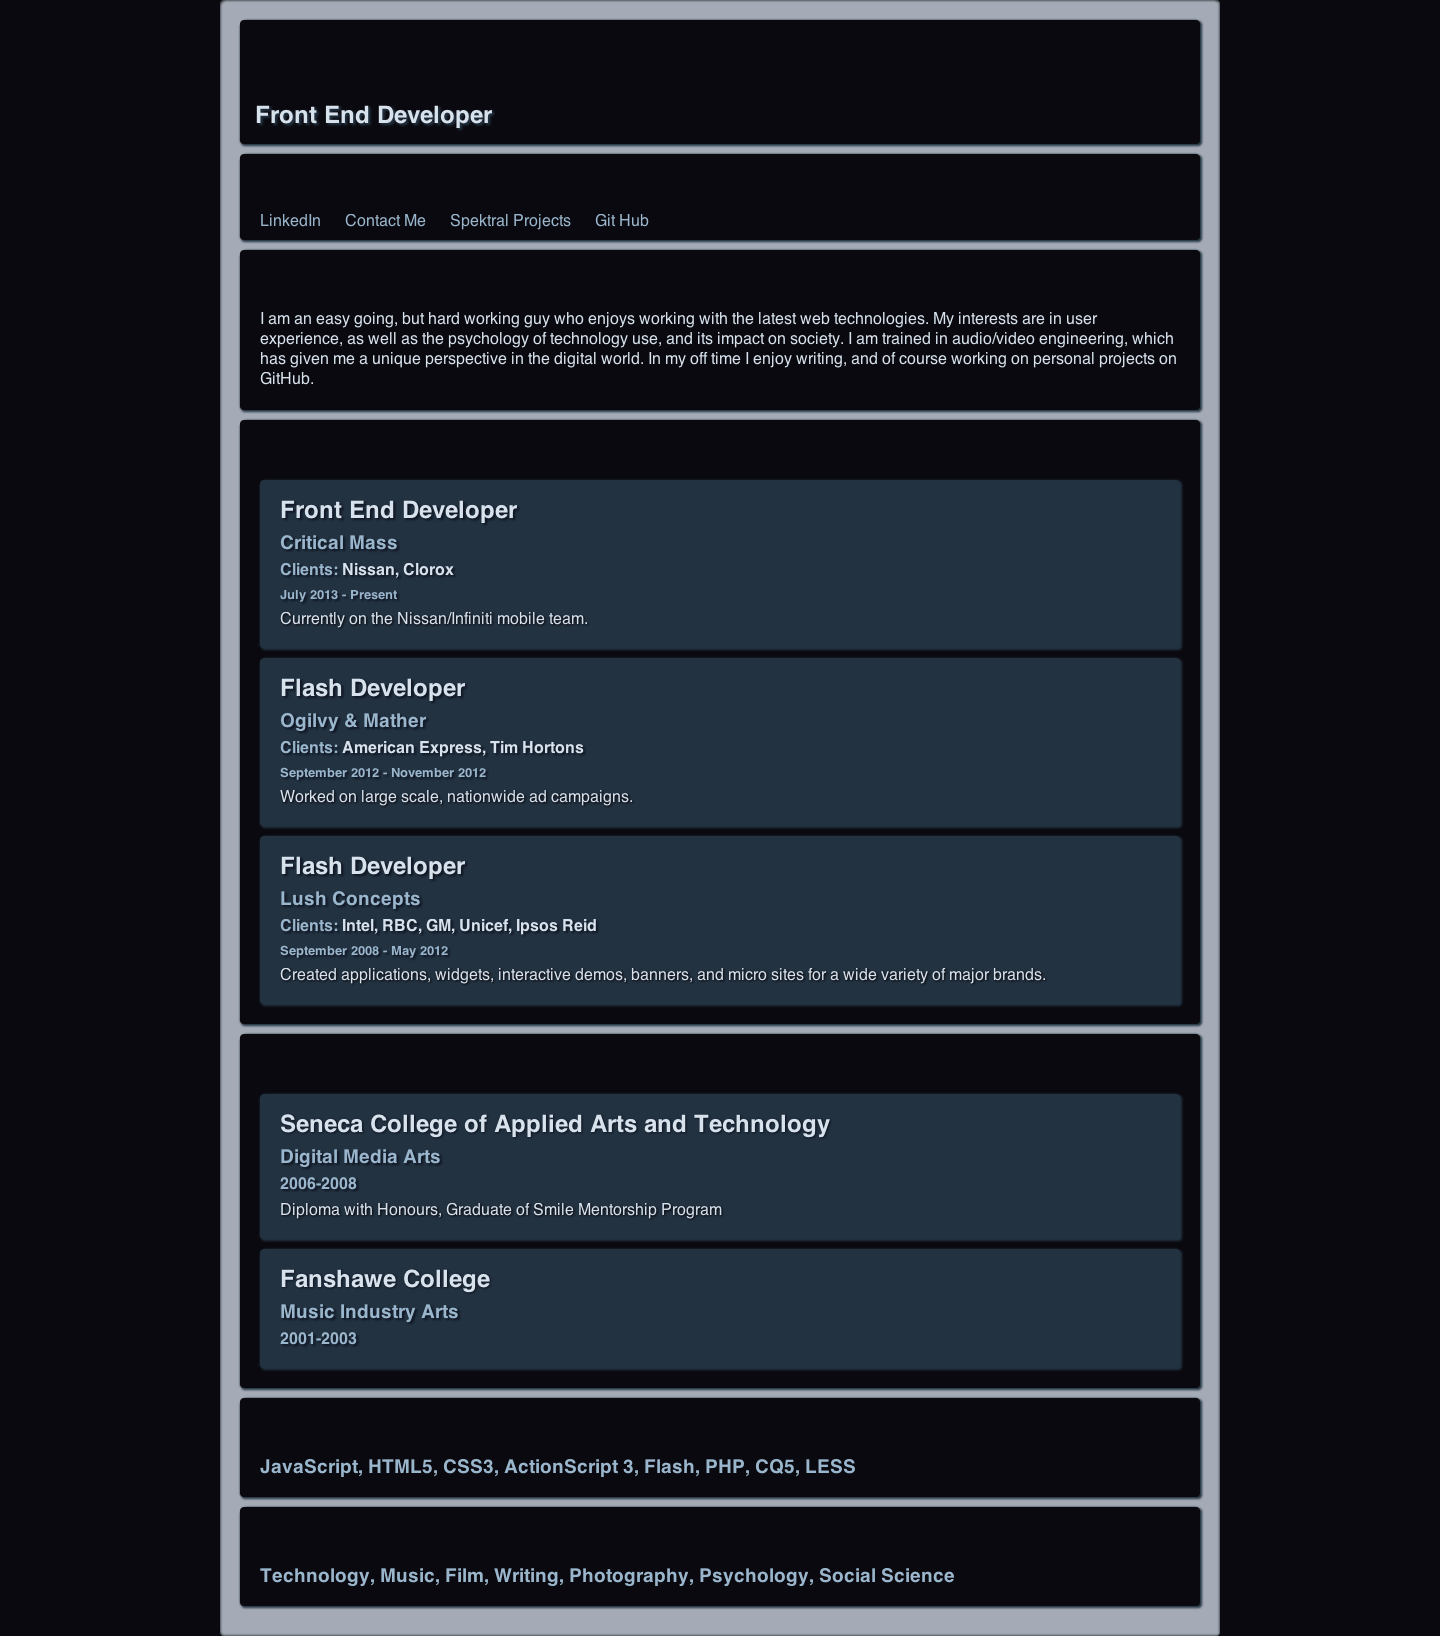 Front End Developer
LinkedIn Contact Me Spektral Projects Git Hub
I am an easy going, but hard working guy who enjoys working with the latest web technologies. My interests are in user
experience, as well as the psychology of technology use, and its impact on society. I am trained in audio/video engineering, which
has given me a unique perspective in the digital world. In my off time I enjoy writing, and of course working on personal projects on
GitHub.
Front End Developer
Critical Mass
Clients: Nissan, Clorox
July 2013 - Present
Currently on the Nissan/Infiniti mobile team.
Flash Developer
Ogilvy & Mather
Clients: American Express, Tim Hortons
September 2012 - November 2012
Worked on large scale, nationwide ad campaigns.
Flash Developer
Lush Concepts
Clients: Intel, RBC, GM, Unicef, Ipsos Reid
September 2008 - May 2012
Created applications, widgets, interactive demos, banners, and micro sites for a wide variety of major brands.
Seneca College of Applied Arts and Technology
Digital Media Arts
2006-2008
Diploma with Honours, Graduate of Smile Mentorship Program
Fanshawe College
Music Industry Arts
2001-2003
JavaScript, HTML5, CSS3, ActionScript 3, Flash, PHP, CQ5, LESS
Technology, Music, Film, Writing, Photography, Psychology, Social Science